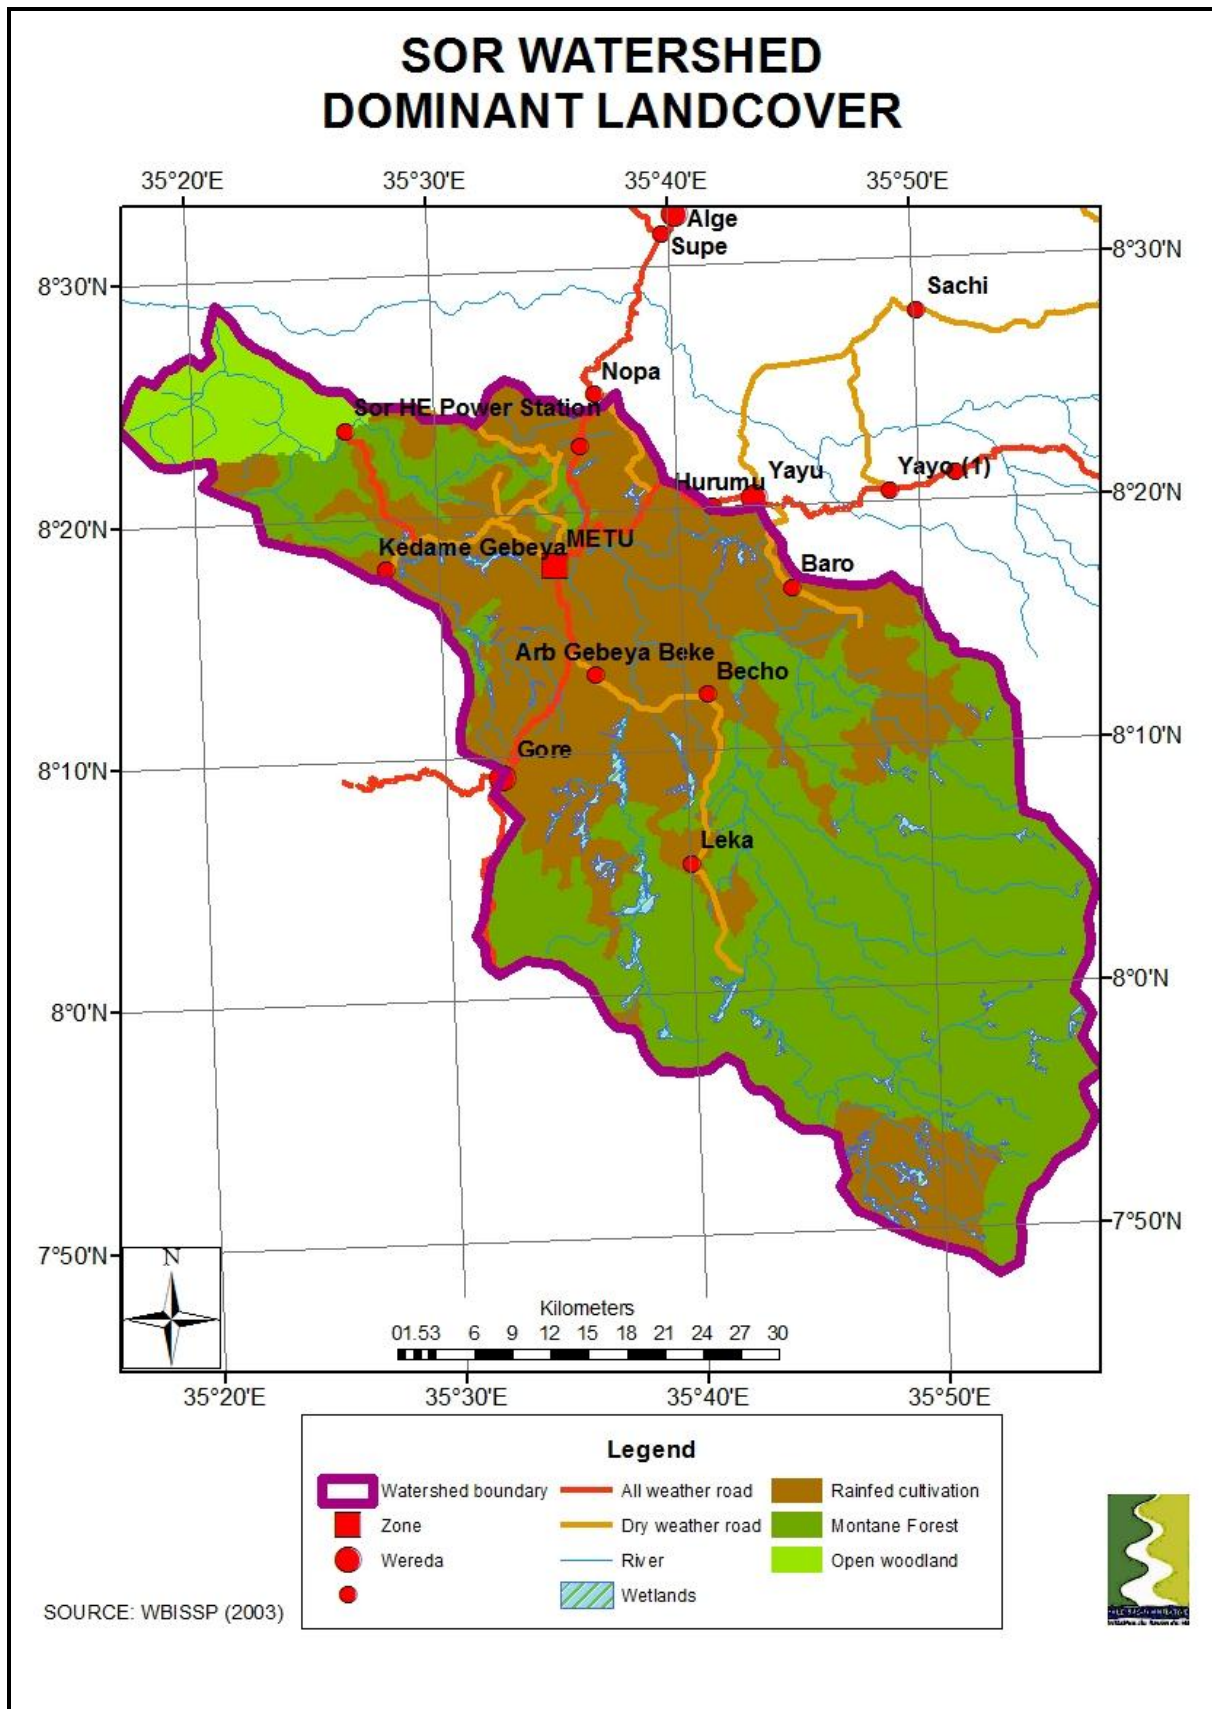 SOR WATERSHED
DOMINANT LANDCOVER
35°20'E 35°30'E 35°40'E 35°50'E
Alge
Supe
8°30'N
8°30'N
Sachi
Nopa
Sor HE Power Station
Hurumu
Yayu
Yayo (1)
8°20'N
8°20'N
METU
Kedame Gebeya
Baro
Arb Gebeya Beke
Becho
8°10'N
Gore
8°10'N
Leka
8°0'N
8°0'N
7°50'N
7°50'N
N
Kilometers
01.53 6 9 12 15 18 21 24 27 30
35°20'E 35°30'E 35°40'E 35°50'E
Legend
Watershed boundary All weather road Rainfed cultivation
Zone Dry weather road Montane Forest
Wereda River Open woodland
Wetlands
SOURCE: WBISSP (2003)